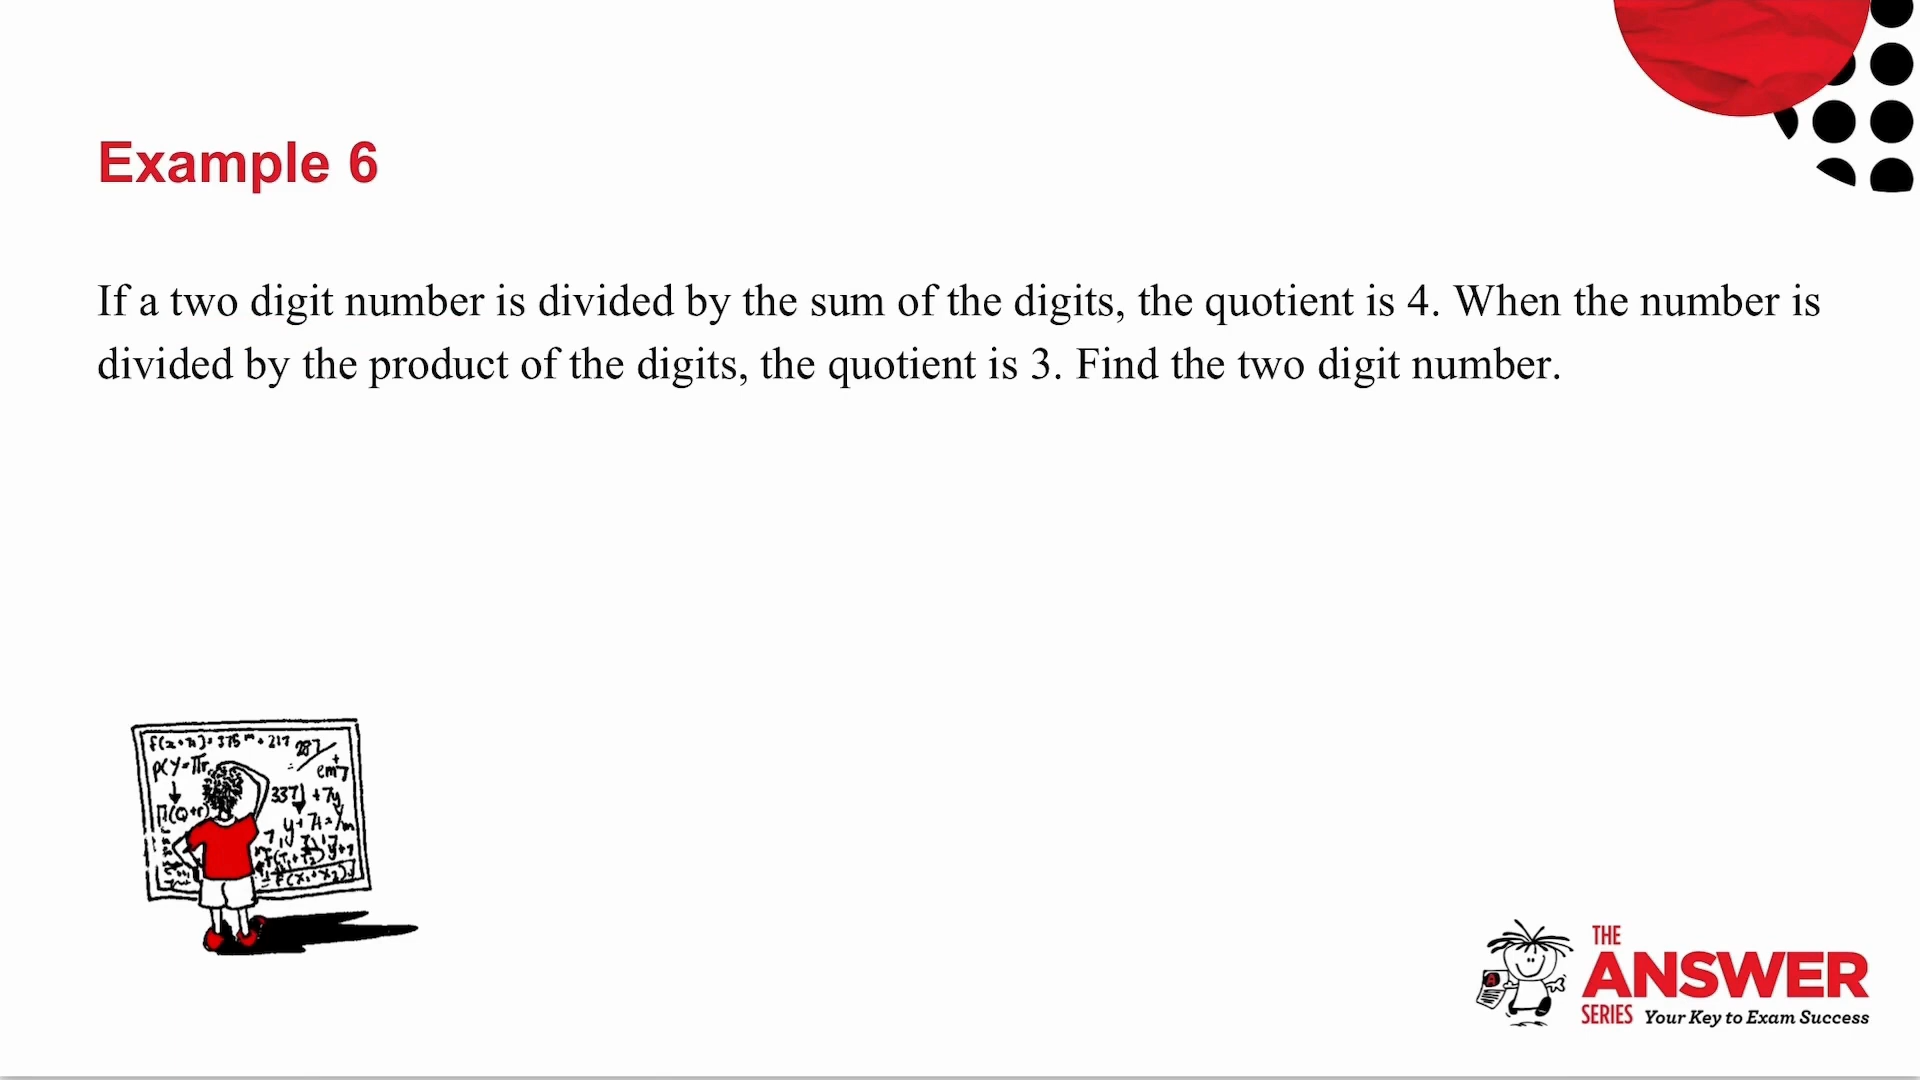 Example 6
If a two digit number is divided by the sum of the digits, the quotient is 4. When the number is
divided by the product of the digits, the quotient is 3. Find the two digit number.
THE
ANSWER
SERIES Your Key to Exam Success